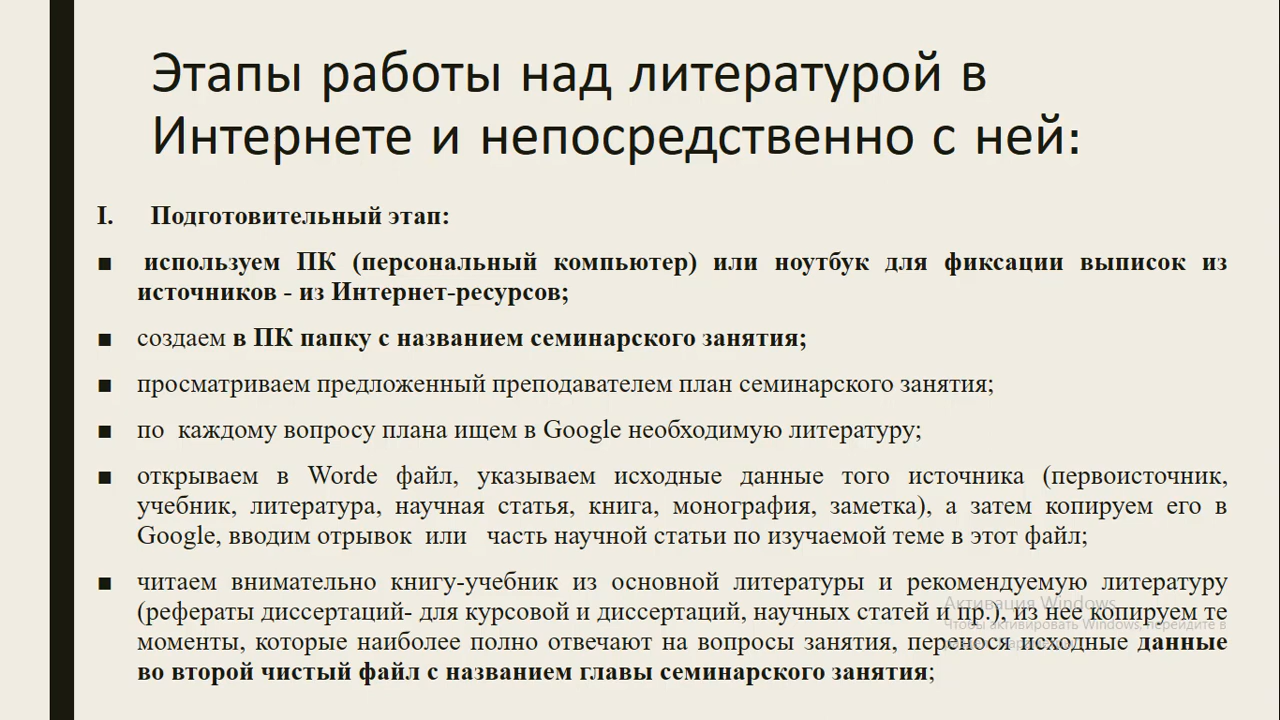 Этапы работы над литературой в
Интернете и непосредственно с ней:
I. Подготовительный этап:
■ используем ПК (персональный компьютер) или ноутбук для фиксации выписок из
источников - из Интернет-ресурсов;
■ создаем в ПК папку с названием семинарского занятия;
■ просматриваем предложенный преподавателем план семинарского занятия;
■ по каждому вопросу плана ищем в Google необходимую литературу;
■ открываем в Worde файл, указываем исходные данные того источника (первоисточник,
учебник, литература, научная статья, книга, монография, заметка), а затем копируем его в
Google, вводим отрывок или часть научной статьи по изучаемой теме в этот файл;
■ читаем внимательно книгу-учебник из основной литературы и рекомендуемую литературу
(рефераты диссертаций- для курсовой и диссертаций, научных статей и пр.), из нее копируем те
моменты, которые наиболее полно отвечают на вопросы занятия, перенося исходные данные
во второй чистый файл с названием главы семинарского занятия;
Активация Windows
Чтобы активировать Windows, перейдите в